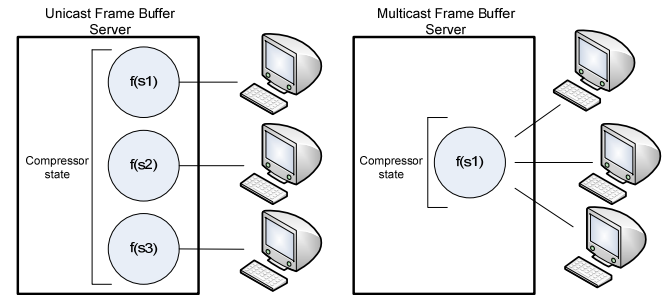 Unicast Frame Buffer
Server
Compressor
state
f(s1)
f(s2)
f(s3)
Multicast Frame Buffer
Server
Compressor
state
f(s1)